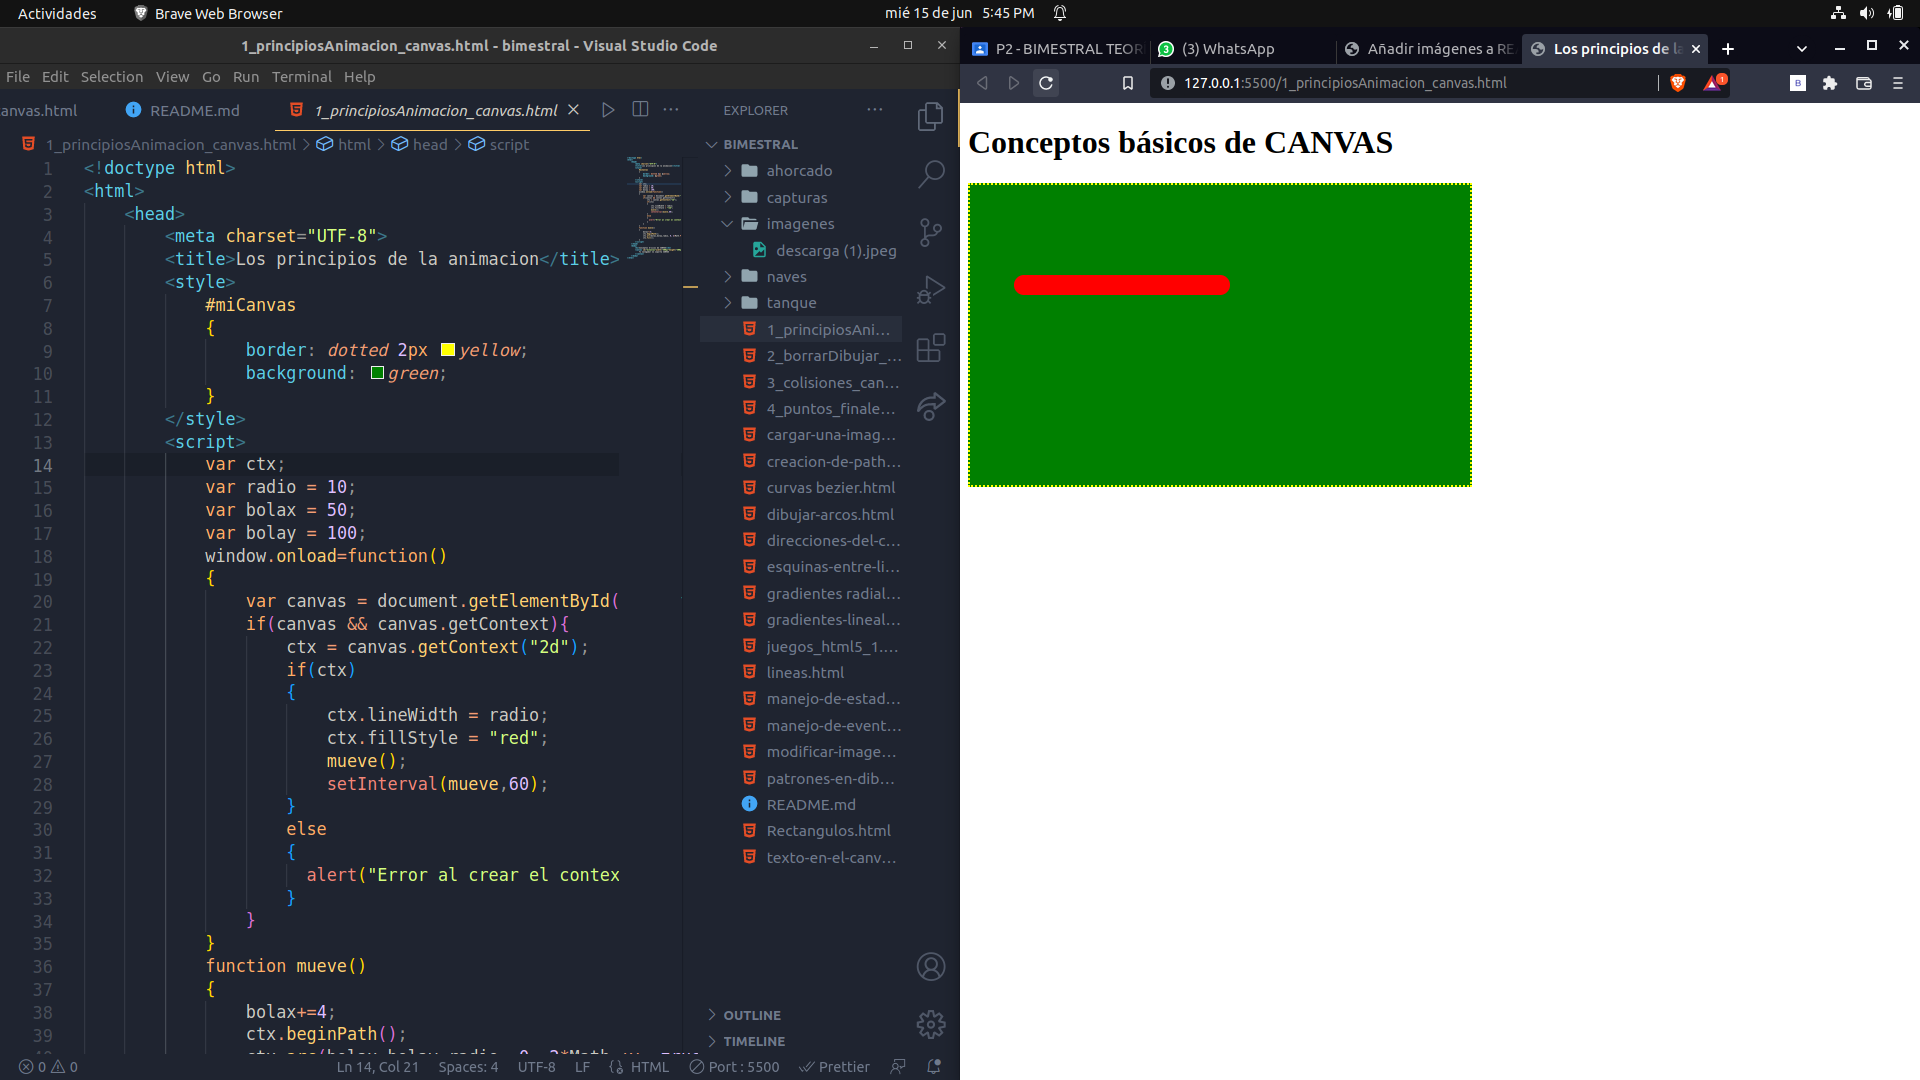 Actividades
Brave Web Browser
mié 15 de jun 5:45 PM
1_principiosAnimacion_canvas.html - bimestral - Visual Studio Code
File Edit Selection View Go Run Terminal Help
anvas.html
README.md
1_principiosAnimacion_canvas.html
1_principiosAnimacion_canvas.html > html > head > script
1 <!doctype html>
2 <html>
3 <head>
4 <meta charset="UTF-8">
5 <title>Los principios de la animacion</title>
6 <style>
7 #miCanvas
8 {
9 border: dotted 2px yellow;
10 background: green;
11 }
12 </style>
13 <script>
14 var ctx;
15 var radio = 10;
16 var bolax = 50;
17 var bolay = 100;
18 window.onload=function()
19 {
20 var canvas = document.getElementById(
21 if(canvas && canvas.getContext){
22 ctx = canvas.getContext("2d");
23 if(ctx)
24 {
25 ctx.lineWidth = radio;
26 ctx.fillStyle = "red";
27 mueve();
28 setInterval(mueve,60);
29 }
30 else
31 {
32 alert("Error al crear el contex
33 }
34 }
35 }
36 function mueve()
37 {
38 bolax+=4;
39 ctx.beginPath();
EXPLORER
BIMESTRAL
ahorcado
capturas
imagenes
descarga (1).jpeg
naves
tanque
1_principiosAni...
2_borrarDibujar_...
3_colisiones_can...
4_puntos_finale...
cargar-una-imag...
creacion-de-path...
curvas bezier.html
dibujar-arcos.html
direcciones-del-c...
esquinas-entre-li...
gradientes radial...
gradientes-lineal...
juegos_html5_1....
lineas.html
manejo-de-estad...
manejo-de-event...
modificar-image...
patrones-en-dib...
README.md
Rectangulos.html
texto-en-el-canv...
OUTLINE
TIMELINE
0 0
Ln 14, Col 21 Spaces: 4 UTF-8 LF HTML Port : 5500 Prettier
P2 - BIMESTRAL TEOR
(3) WhatsApp
Añadir imágenes a RE
Los principios de la
127.0.0.1:5500/1_principiosAnimacion_canvas.html
Conceptos básicos de CANVAS